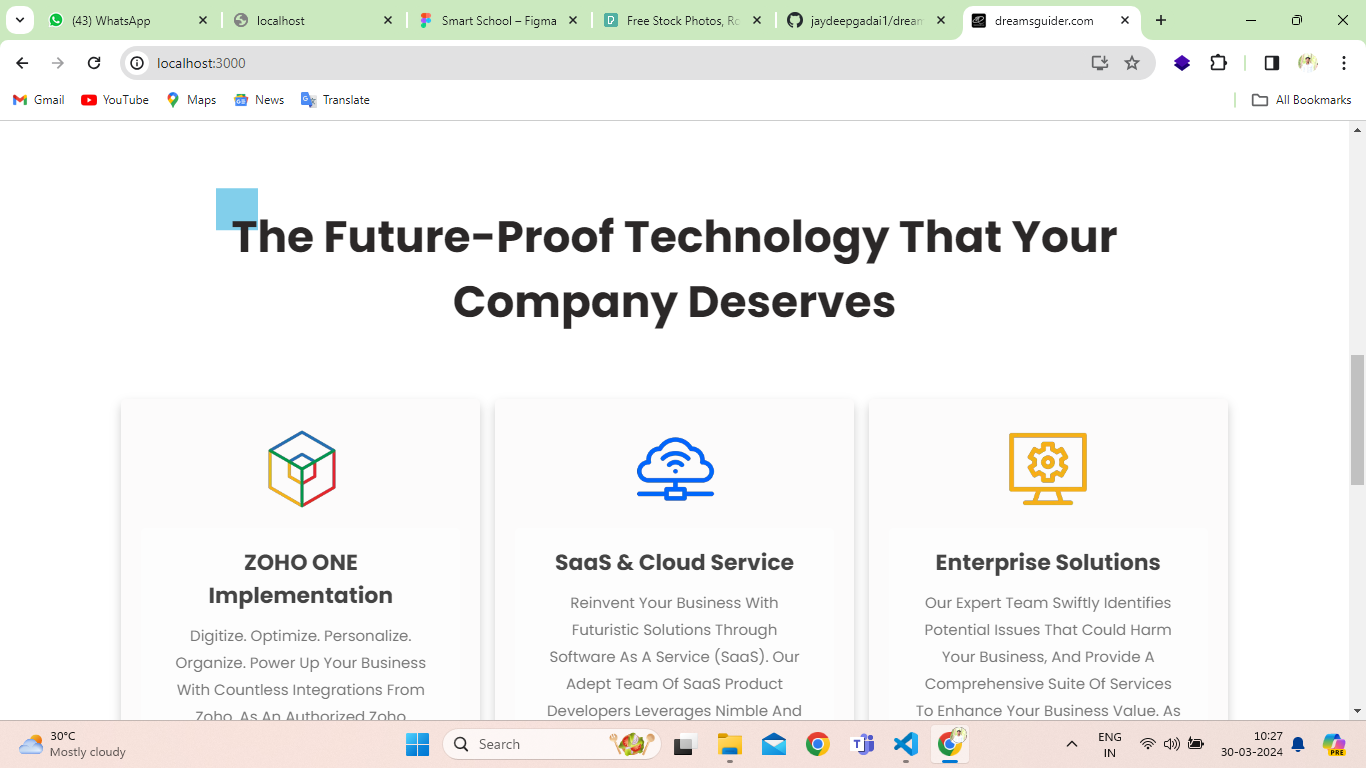 (43) WhatsApp
localhost
Smart School – Figma
Free Stock Photos, Ro
jaydeepgadai1/dream
dreamsguider.com
localhost:3000
Gmail
YouTube
Maps
News
Translate
All Bookmarks
The Future-Proof Technology That Your
Company Deserves
ZOHO ONE
Implementation
Digitize. Optimize. Personalize.
Organize. Power Up Your Business
With Countless Integrations From
Zoho. As An Authorized Zoho
SaaS & Cloud Service
Reinvent Your Business With
Futuristic Solutions Through
Software As A Service (SaaS). Our
Adept Team Of SaaS Product
Developers Leverages Nimble And
Enterprise Solutions
Our Expert Team Swiftly Identifies
Potential Issues That Could Harm
Your Business, And Provide A
Comprehensive Suite Of Services
To Enhance Your Business Value. As
30°C
Mostly cloudy
Search
ENG
IN
10:27
30-03-2024
PRE